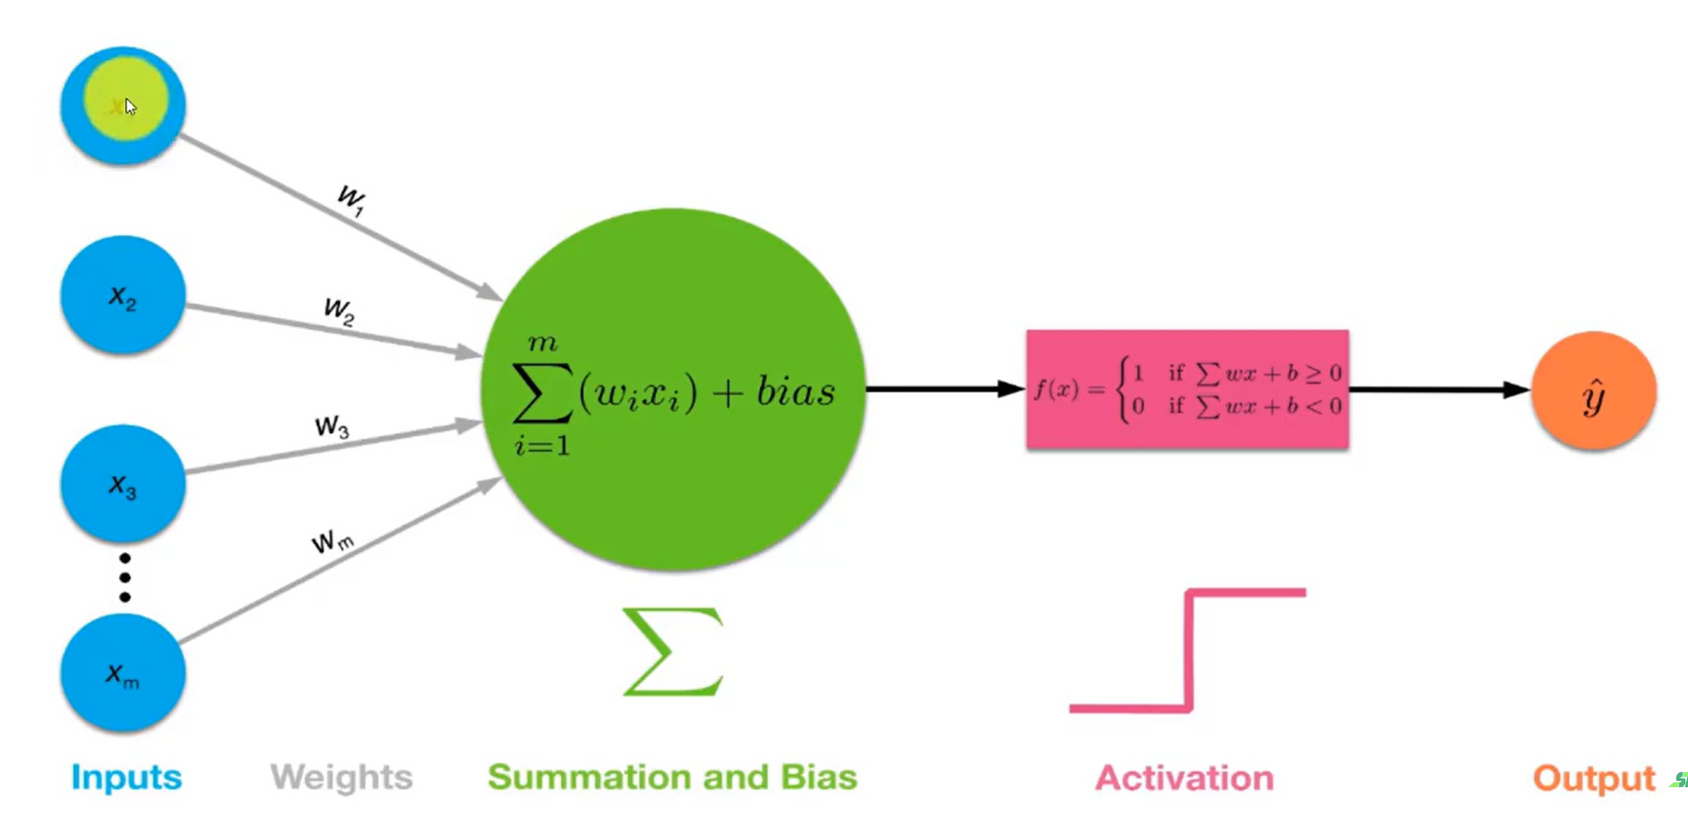 w₁
x₂
w₂
x₃
w₃
xₘ
wₘ
∑ᵢ₌₁ᵐ (wᵢxᵢ) + bias
f(x) = { 1 if ∑ wx + b ≥ 0
0 if ∑ wx + b < 0
ŷ
∑
Inputs
Weights
Summation and Bias
Activation
Output